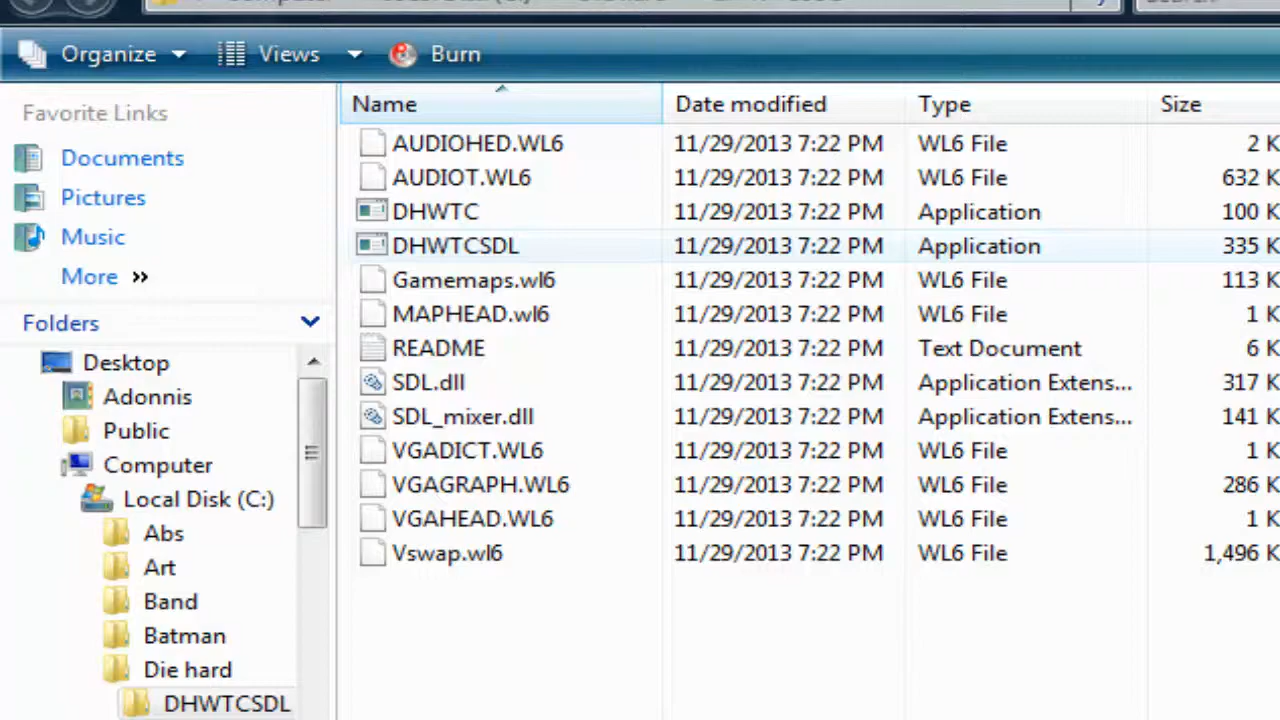 Organize Views Burn
Favorite Links
Documents
Pictures
Music
More »
Folders
Desktop
Adonnis
Public
Computer
Local Disk (C:)
Abs
Art
Band
Batman
Die hard
DHWTCSDL
Name Date modified Type Size
AUDIOHED.WL6 11/29/2013 7:22 PM WL6 File 2 K
AUDIOT.WL6 11/29/2013 7:22 PM WL6 File 632 K
DHWTC 11/29/2013 7:22 PM Application 100 K
DHWTCSDL 11/29/2013 7:22 PM Application 335 K
Gamemaps.wl6 11/29/2013 7:22 PM WL6 File 113 K
MAPHEAD.wl6 11/29/2013 7:22 PM WL6 File 1 K
README 11/29/2013 7:22 PM Text Document 6 K
SDL.dll 11/29/2013 7:22 PM Application Extens... 317 K
SDL_mixer.dll 11/29/2013 7:22 PM Application Extens... 141 K
VGADICT.WL6 11/29/2013 7:22 PM WL6 File 1 K
VGAGRAPH.WL6 11/29/2013 7:22 PM WL6 File 286 K
VGAHEAD.WL6 11/29/2013 7:22 PM WL6 File 1 K
Vswap.wl6 11/29/2013 7:22 PM WL6 File 1,496 K